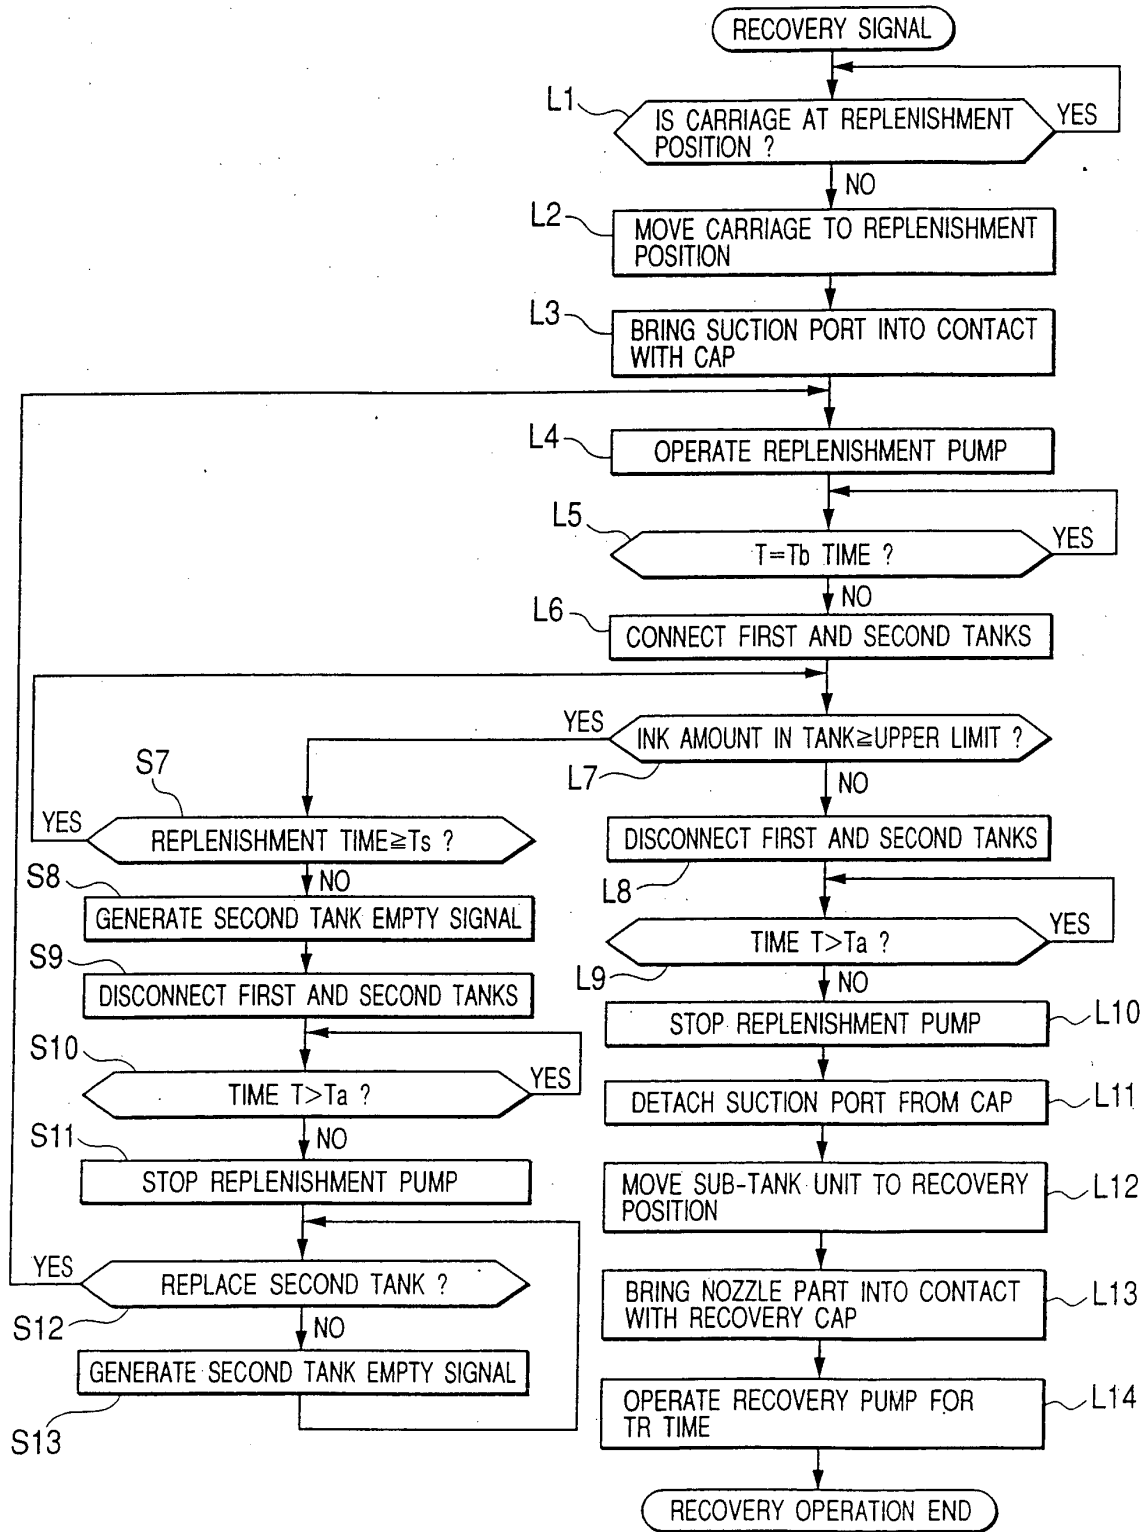 RECOVERY SIGNAL
L1
IS CARRIAGE AT REPLENISHMENT
POSITION ?
YES
NO
L2
MOVE CARRIAGE TO REPLENISHMENT
POSITION
L3
BRING SUCTION PORT INTO CONTACT
WITH CAP
L4
OPERATE REPLENISHMENT PUMP
L5
T=Tb TIME ?
YES
NO
L6
CONNECT FIRST AND SECOND TANKS
YES
INK AMOUNT IN TANK≧UPPER LIMIT ?
L7
NO
S7
YES
REPLENISHMENT TIME≧Ts ?
NO
S8
GENERATE SECOND TANK EMPTY SIGNAL
S9
DISCONNECT FIRST AND SECOND TANKS
S10
TIME T>Ta ?
YES
NO
S11
STOP REPLENISHMENT PUMP
YES
REPLACE SECOND TANK ?
S12
NO
GENERATE SECOND TANK EMPTY SIGNAL
S13
DISCONNECT FIRST AND SECOND TANKS
L8
TIME T>Ta ?
YES
L9
NO
STOP REPLENISHMENT PUMP
L10
DETACH SUCTION PORT FROM CAP
L11
MOVE SUB-TANK UNIT TO RECOVERY
POSITION
L12
BRING NOZZLE PART INTO CONTACT
WITH RECOVERY CAP
L13
OPERATE RECOVERY PUMP FOR
TR TIME
L14
RECOVERY OPERATION END